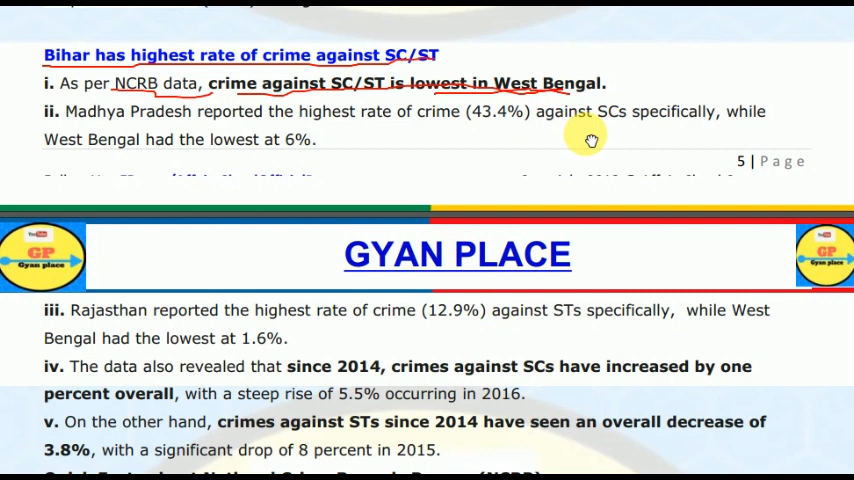 Bihar has highest rate of crime against SC/ST
i. As per NCRB data, crime against SC/ST is lowest in West Bengal.
ii. Madhya Pradesh reported the highest rate of crime (43.4%) against SCs specifically, while
West Bengal had the lowest at 6%.
5 | Page
YouTube
GP
Gyan place
GYAN PLACE
YouTube
GP
Gyan place
iii. Rajasthan reported the highest rate of crime (12.9%) against STs specifically, while West
Bengal had the lowest at 1.6%.
iv. The data also revealed that since 2014, crimes against SCs have increased by one
percent overall, with a steep rise of 5.5% occurring in 2016.
v. On the other hand, crimes against STs since 2014 have seen an overall decrease of
3.8%, with a significant drop of 8 percent in 2015.